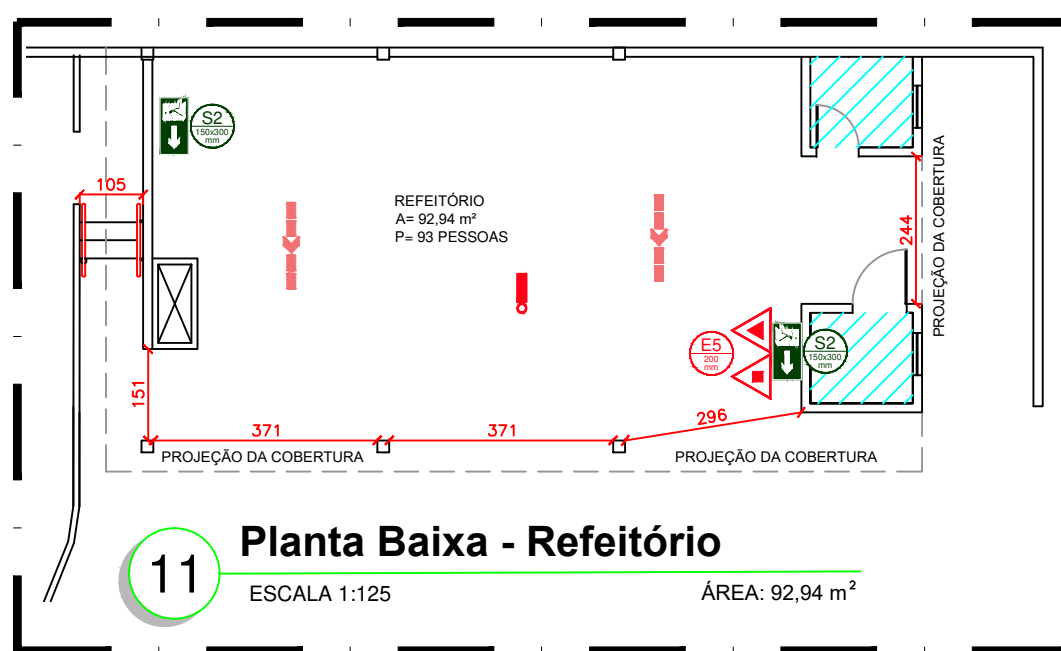 S2
150x300
mm
105
REFEITÓRIO
A= 92,94 m²
P= 93 PESSOAS
PROJEÇÃO DA COBERTURA
244
E5
200
mm
S2
150x300
mm
151
371
371
296
PROJEÇÃO DA COBERTURA
PROJEÇÃO DA COBERTURA
11
Planta Baixa - Refeitório
ESCALA 1:125
ÁREA: 92,94 m²